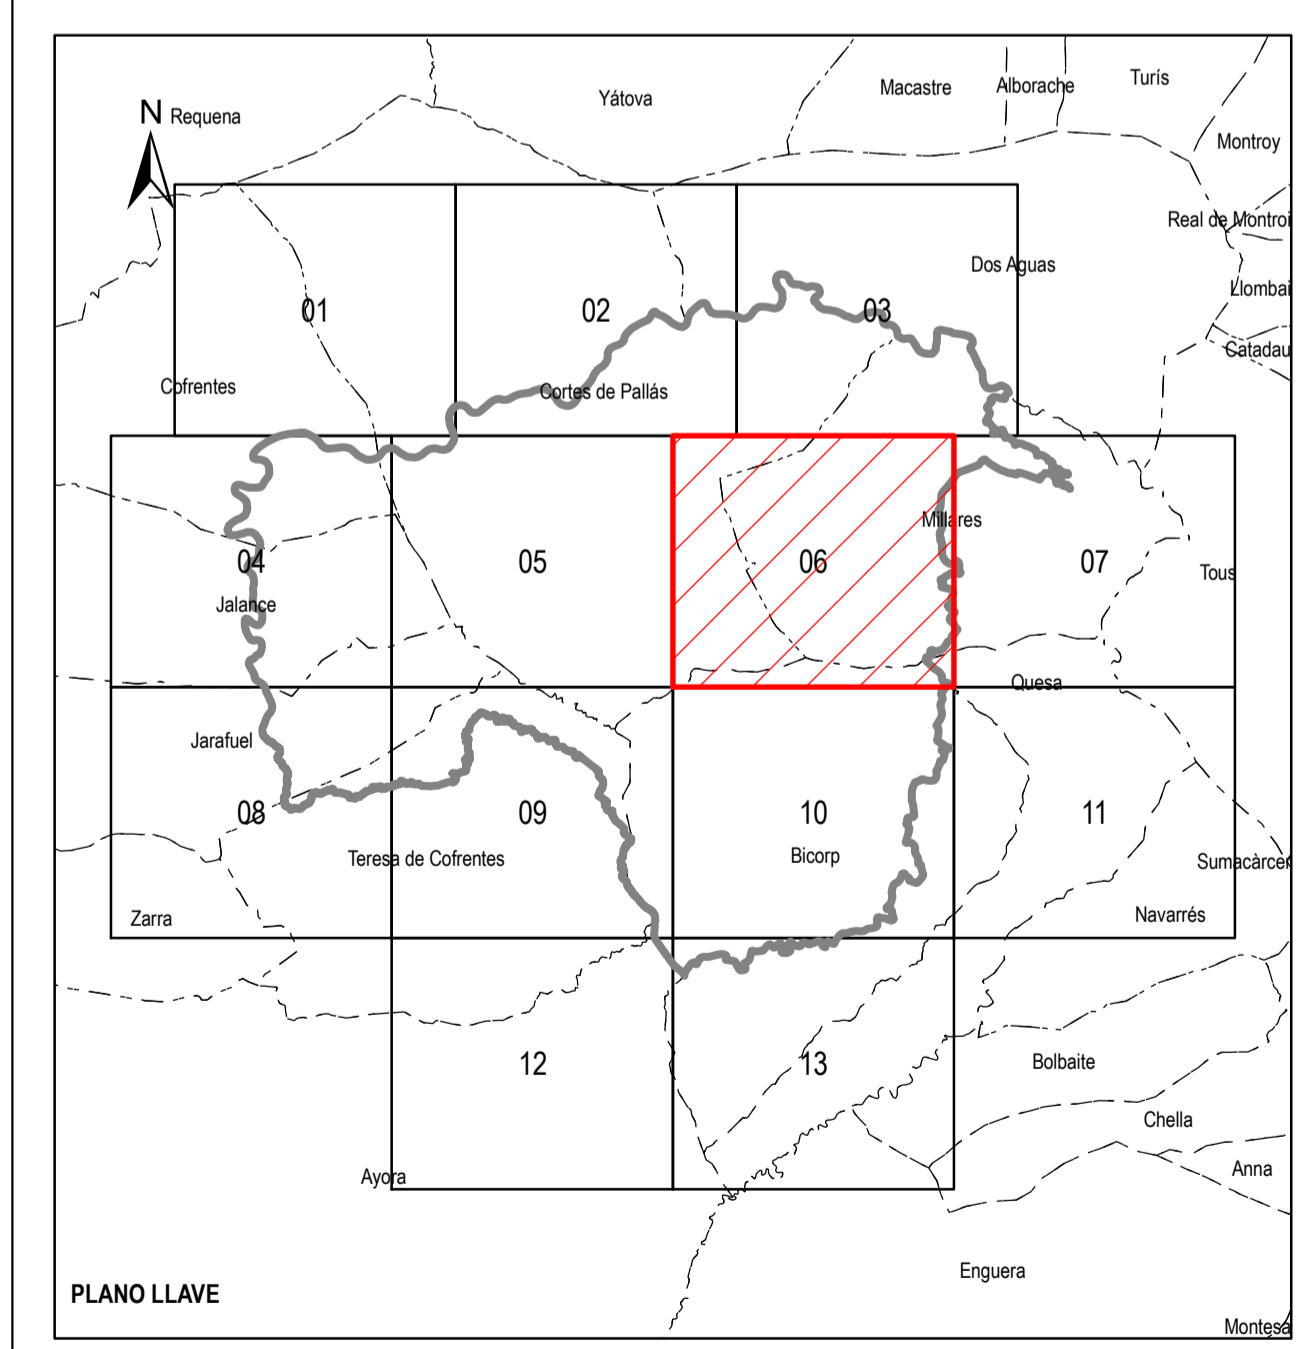 Macastre
Alborache
Turís
Yátova
N
Requena
Montroy
Real de Montroi
Dos Aguas
Llombai
01
02
03
Catadau
Cofrentes
Cortes de Pallás
Millares
04
05
06
07
Tous
Jalance
Quesa
Jarafuel
08
09
10
11
Bicorp
Teresa de Cofrentes
Sumacàrcer
Zarra
Navarrés
12
13
Bolbaite
Chella
Anna
Ayora
Enguera
PLANO LLAVE
Montesa